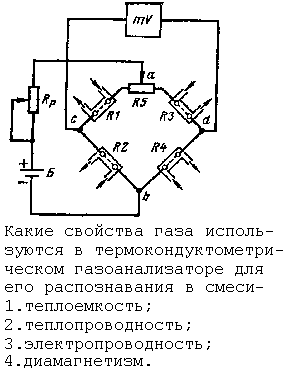 mV
a
Rр
R1
R5
R3
c
d
R2
R4
+
Б
b
Какие свойства газа исполь-
зуются в термокондуктометри-
ческом газоанализаторе для
его распознавания в смеси-
1.теплоемкость;
2.теплопроводность;
3.электропроводность;
4.диамагнетизм.